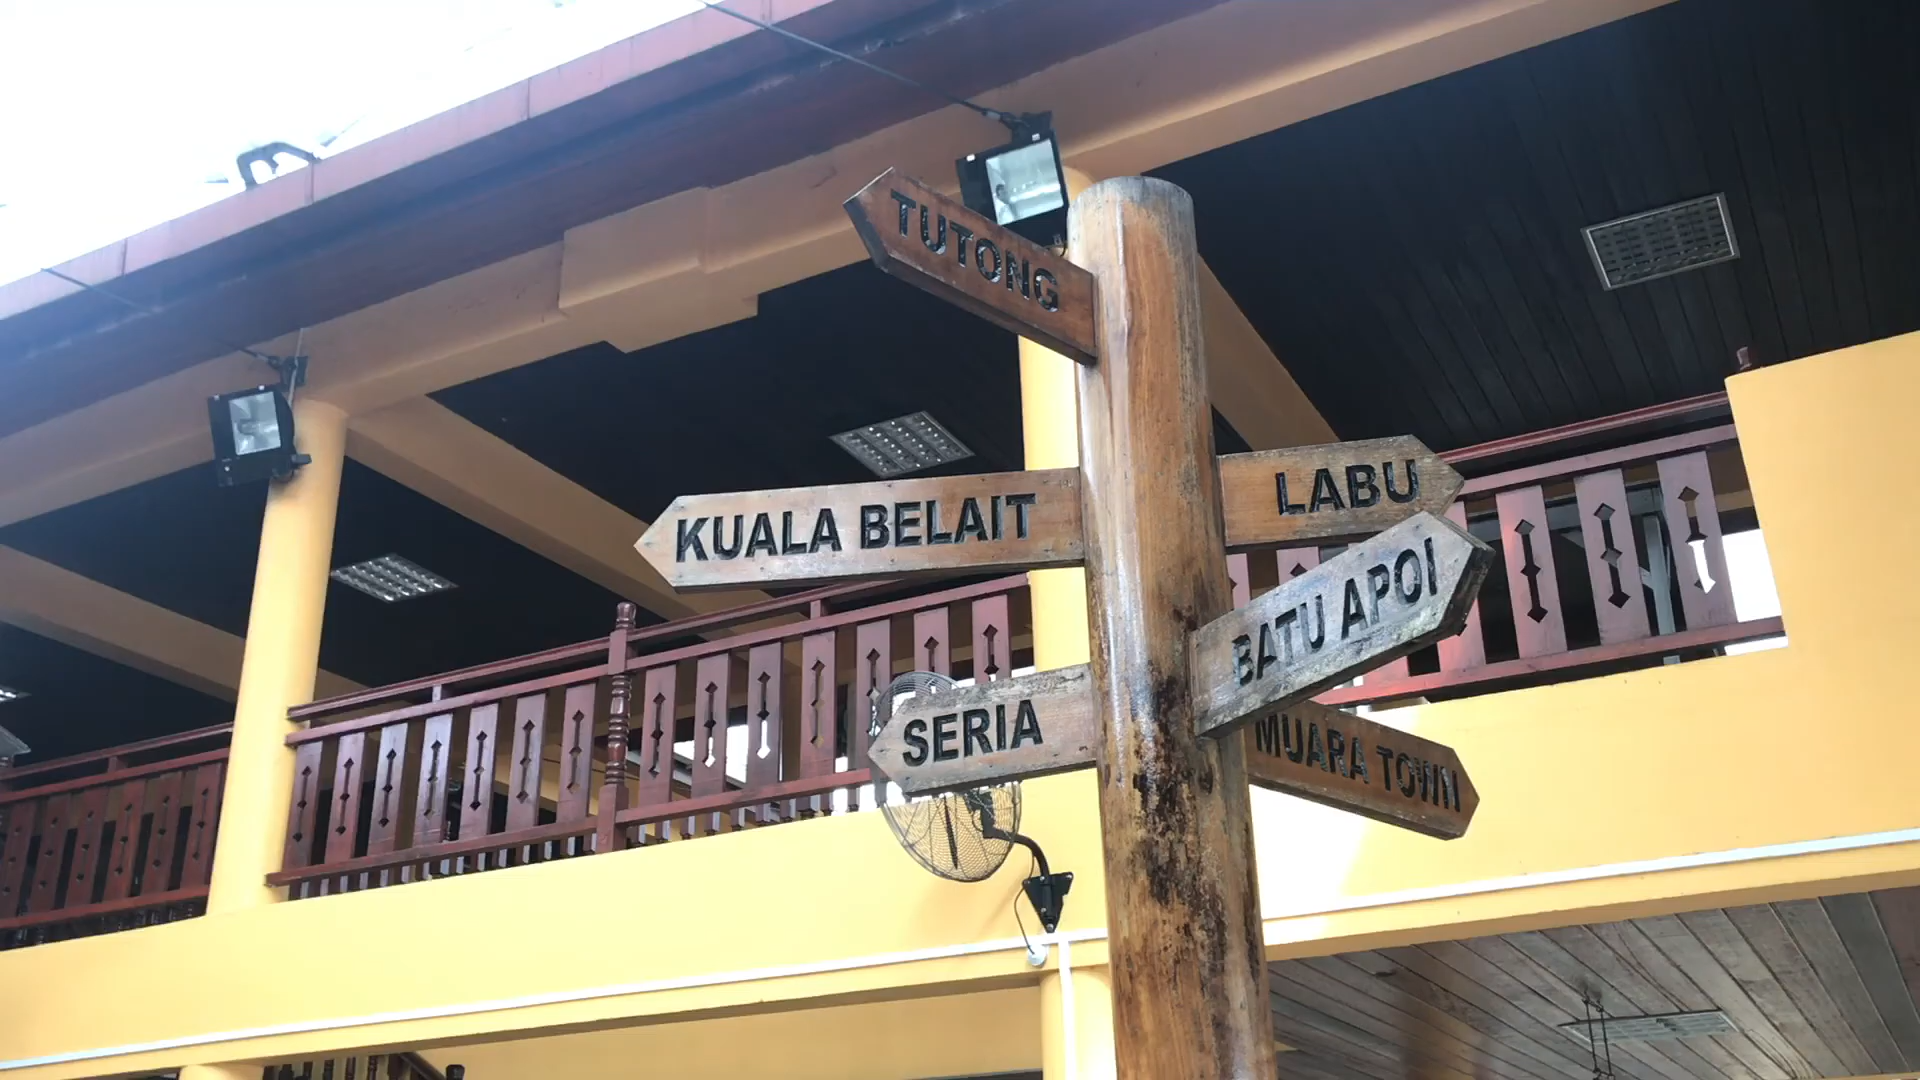 TUTONG
KUALA BELAIT
LABU
BATU APOI
SERIA
MUARA TOWN